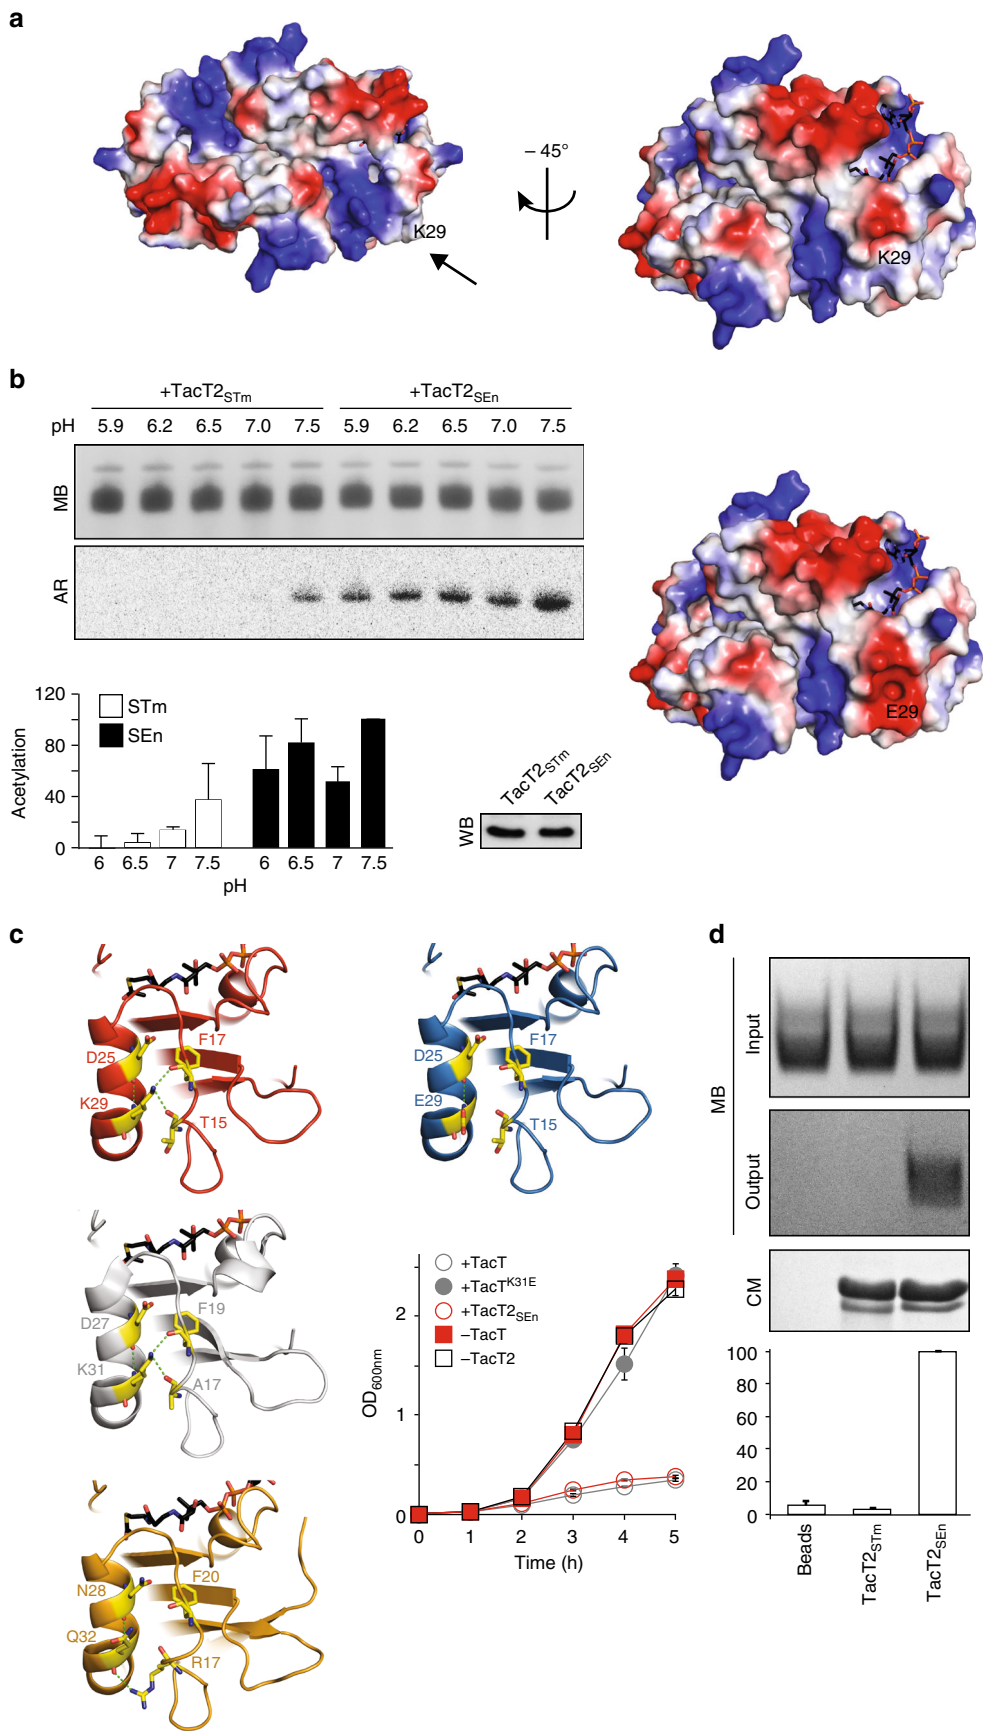 a
– 45°
K29
K29
b
+TacT2STm
+TacT2SEn
pH 5.9 6.2 6.5 7.0 7.5 5.9 6.2 6.5 7.0 7.5
MB
AR
E29
120
80
40
0
Acetylation
STm
SEn
6 6.5 7 7.5 6 6.5 7 7.5
pH
TacT2STm
TacT2SEn
WB
c
D25
F17
K29
T15
D25
F17
E29
T15
D27
F19
K31
A17
N28
F20
Q32
R17
+TacT
+TacTK31E
+TacT2SEn
–TacT
–TacT2
OD600nm
2
1
0
0 1 2 3 4 5
Time (h)
d
MB
Input
Output
CM
100
80
60
40
20
0
Beads
TacT2STm
TacT2SEn